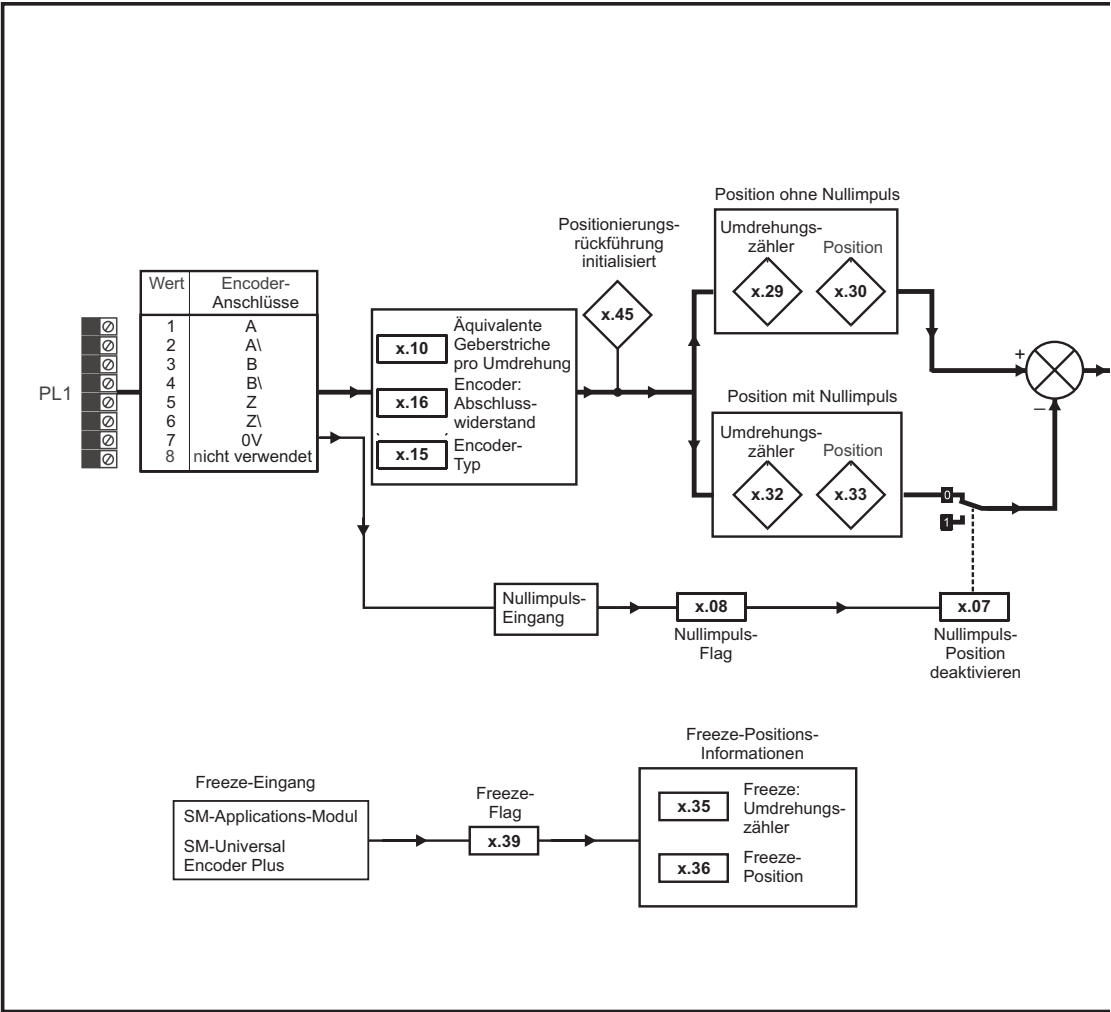 PL1
Wert Encoder-
Anschlüsse
1 A
2 A\
3 B
4 B\
5 Z
6 Z\
7 0V
8 nicht verwendet
x.10 Äquivalente
Geberstriche
pro Umdrehung
x.16 Encoder:
Abschluss-
widerstand
x.15 Encoder-
Typ
Positionierungs-
rückführung
initialisiert
x.45
Position ohne Nullimpuls
Umdrehungs-
zähler
Position
x.29 x.30
Position mit Nullimpuls
Umdrehungs-
zähler
Position
x.32 x.33
+
–
0
1
Nullimpuls-
Eingang
x.08
Nullimpuls-
Flag
x.07
Nullimpuls-
Position
deaktivieren
Freeze-Eingang
SM-Applications-Modul
SM-Universal
Encoder Plus
Freeze-
Flag
x.39
Freeze-Positions-
Informationen
x.35 Freeze:
Umdrehungs-
zähler
x.36 Freeze-
Position